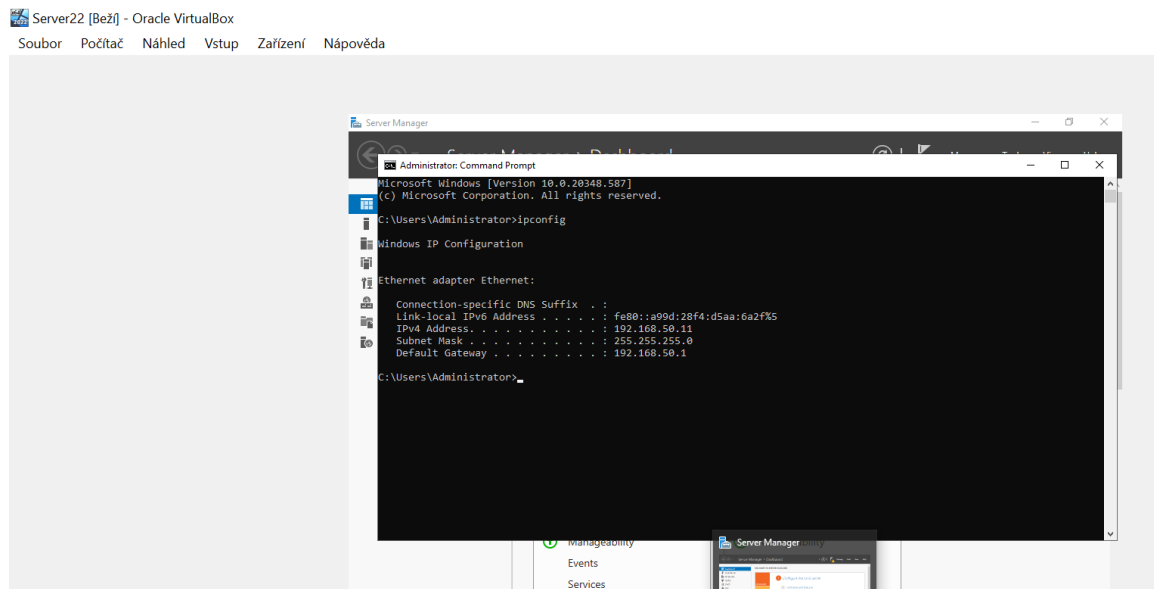 Server22 [Beží] - Oracle VirtualBox
Soubor Počítač Náhled Vstup Zařízení Nápověda
Server Manager
Administrator: Command Prompt
Microsoft Windows [Version 10.0.20348.587]
(c) Microsoft Corporation. All rights reserved.
C:\Users\Administrator>ipconfig
Windows IP Configuration
Ethernet adapter Ethernet:
Connection-specific DNS Suffix . :
Link-local IPv6 Address . . . . . : fe80::a99d:28f4:d5aa:6a2f%5
IPv4 Address. . . . . . . . . . . : 192.168.50.11
Subnet Mask . . . . . . . . . . . : 255.255.255.0
Default Gateway . . . . . . . . . : 192.168.50.1
C:\Users\Administrator>
Manageability
Server Manager
Events
Services